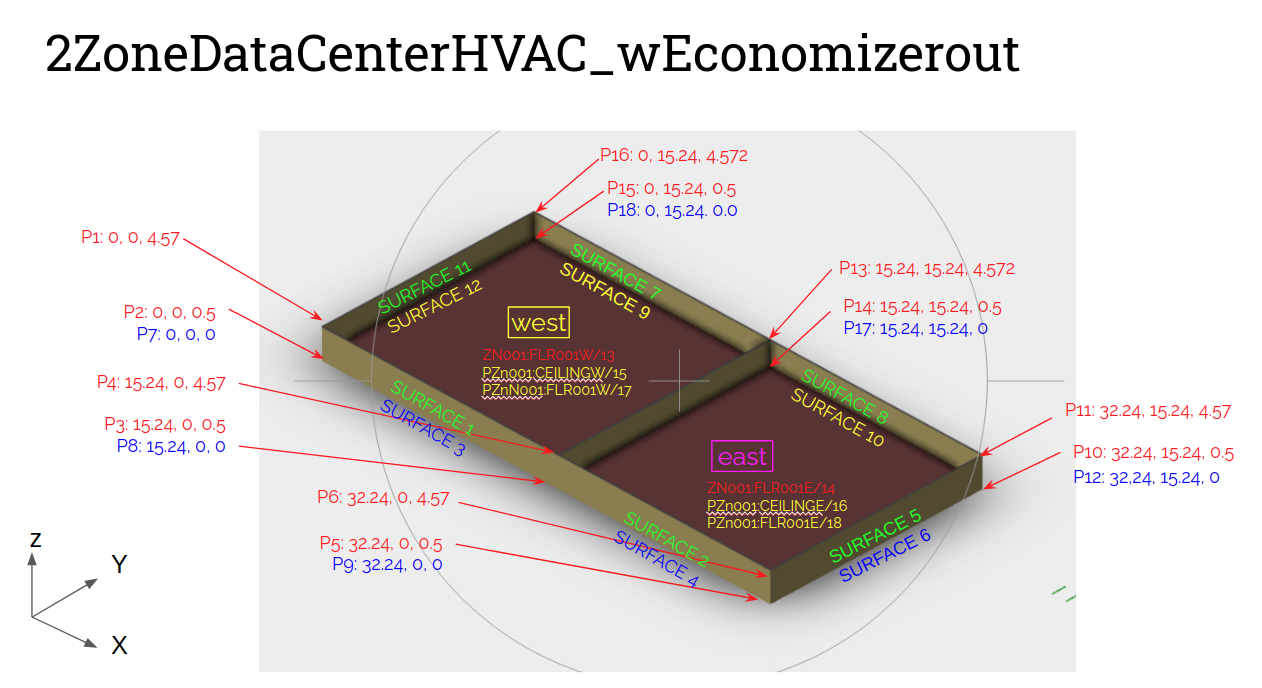 2ZoneDataCenterHVAC_wEconomizerout
P16: 0, 15.24, 4.572
P15: 0, 15.24, 0.5
P18: 0, 15.24. 0.0
P1: 0, 0, 4.57
P13: 15.24, 15.24, 4.572
P14: 15.24, 15.24, 0.5
P17: 15.24, 15.24, 0
P2: 0, 0, 0.5
P7: 0, 0, 0
SURFACE 11
SURFACE 12
SURFACE 7
SURFACE 9
west
ZN001:FLR001W/13
PZn001:CEILINGW/15
PZnN001:FLR001W/17
P4: 15.24, 0, 4.57
P3: 15.24, 0, 0.5
P8: 15.24, 0, 0
SURFACE 1
SURFACE 3
SURFACE 8
SURFACE 10
P11: 32.24, 15.24, 4.57
P10: 32.24, 15.24, 0.5
P12: 32,24, 15.24, 0
east
ZN001:FLR001E/14
PZn001:CEILINGE/16
PZn001:FLR001E/18
P6: 32.24, 0, 4.57
P5: 32.24, 0, 0.5
P9: 32.24, 0, 0
SURFACE 2
SURFACE 4
SURFACE 5
SURFACE 6
Z
Y
X